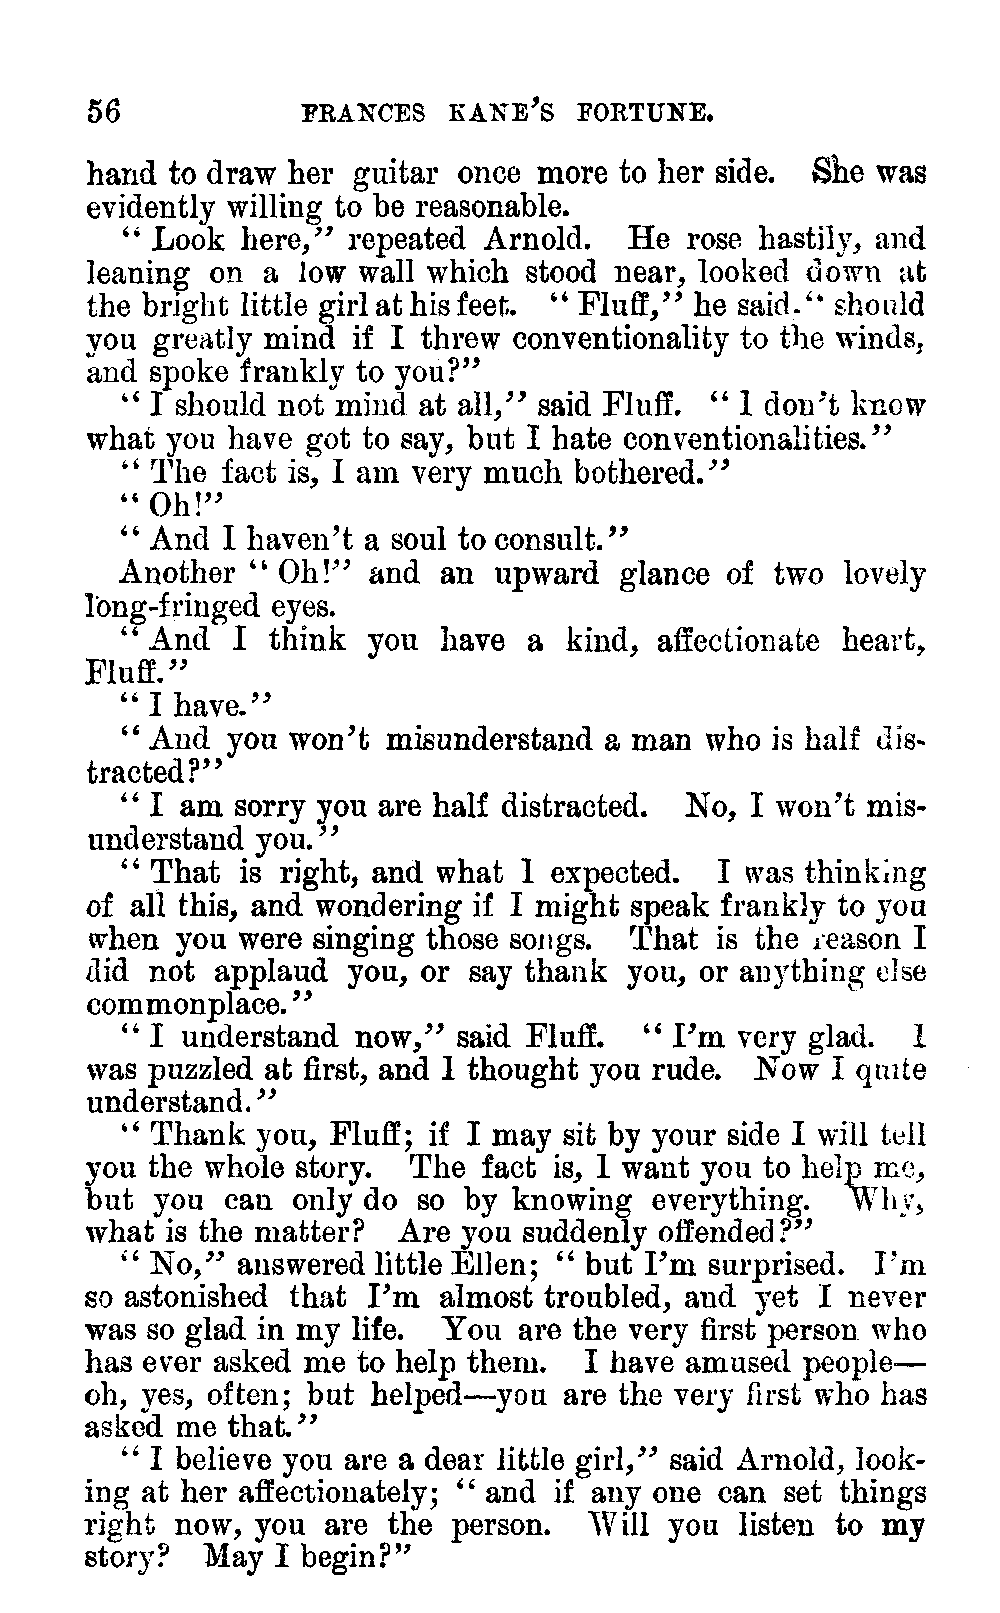 56 FRANCES KANE'S FORTUNE.
hand to draw her guitar once more to her side. She was
evidently willing to be reasonable.
"Look here," repeated Arnold. He rose hastily, and
leaning on a low wall which stood near, looked down at
the bright little girl at his feet. "Fluff," he said. "should
you greatly mind if I threw conventionality to the winds,
and spoke frankly to you?"
"I should not mind at all," said Fluff. "I don't know
what you have got to say, but I hate conventionalities."
"The fact is, I am very much bothered."
"Oh!"
"And I haven't a soul to consult."
Another "Oh!" and an upward glance of two lovely
long-fringed eyes.
"And I think you have a kind, affectionate heart,
Fluff."
"I have."
"And you won't misunderstand a man who is half dis-
tracted?"
"I am sorry you are half distracted. No, I won't mis-
understand you."
"That is right, and what I expected. I was thinking
of all this, and wondering if I might speak frankly to you
when you were singing those songs. That is the reason I
did not applaud you, or say thank you, or anything else
commonplace."
"I understand now," said Fluff. "I'm very glad. I
was puzzled at first, and I thought you rude. Now I quite
understand."
"Thank you, Fluff; if I may sit by your side I will tell
you the whole story. The fact is, I want you to help me,
but you can only do so by knowing everything. Why,
what is the matter? Are you suddenly offended?"
"No," answered little Ellen; "but I'm surprised. I'm
so astonished that I'm almost troubled, and yet I never
was so glad in my life. You are the very first person who
has ever asked me to help them. I have amused people—
oh, yes, often; but helped—you are the very first who has
asked me that."
"I believe you are a dear little girl," said Arnold, look-
ing at her affectionately; "and if any one can set things
right now, you are the person. Will you listen to my
story? May I begin?"